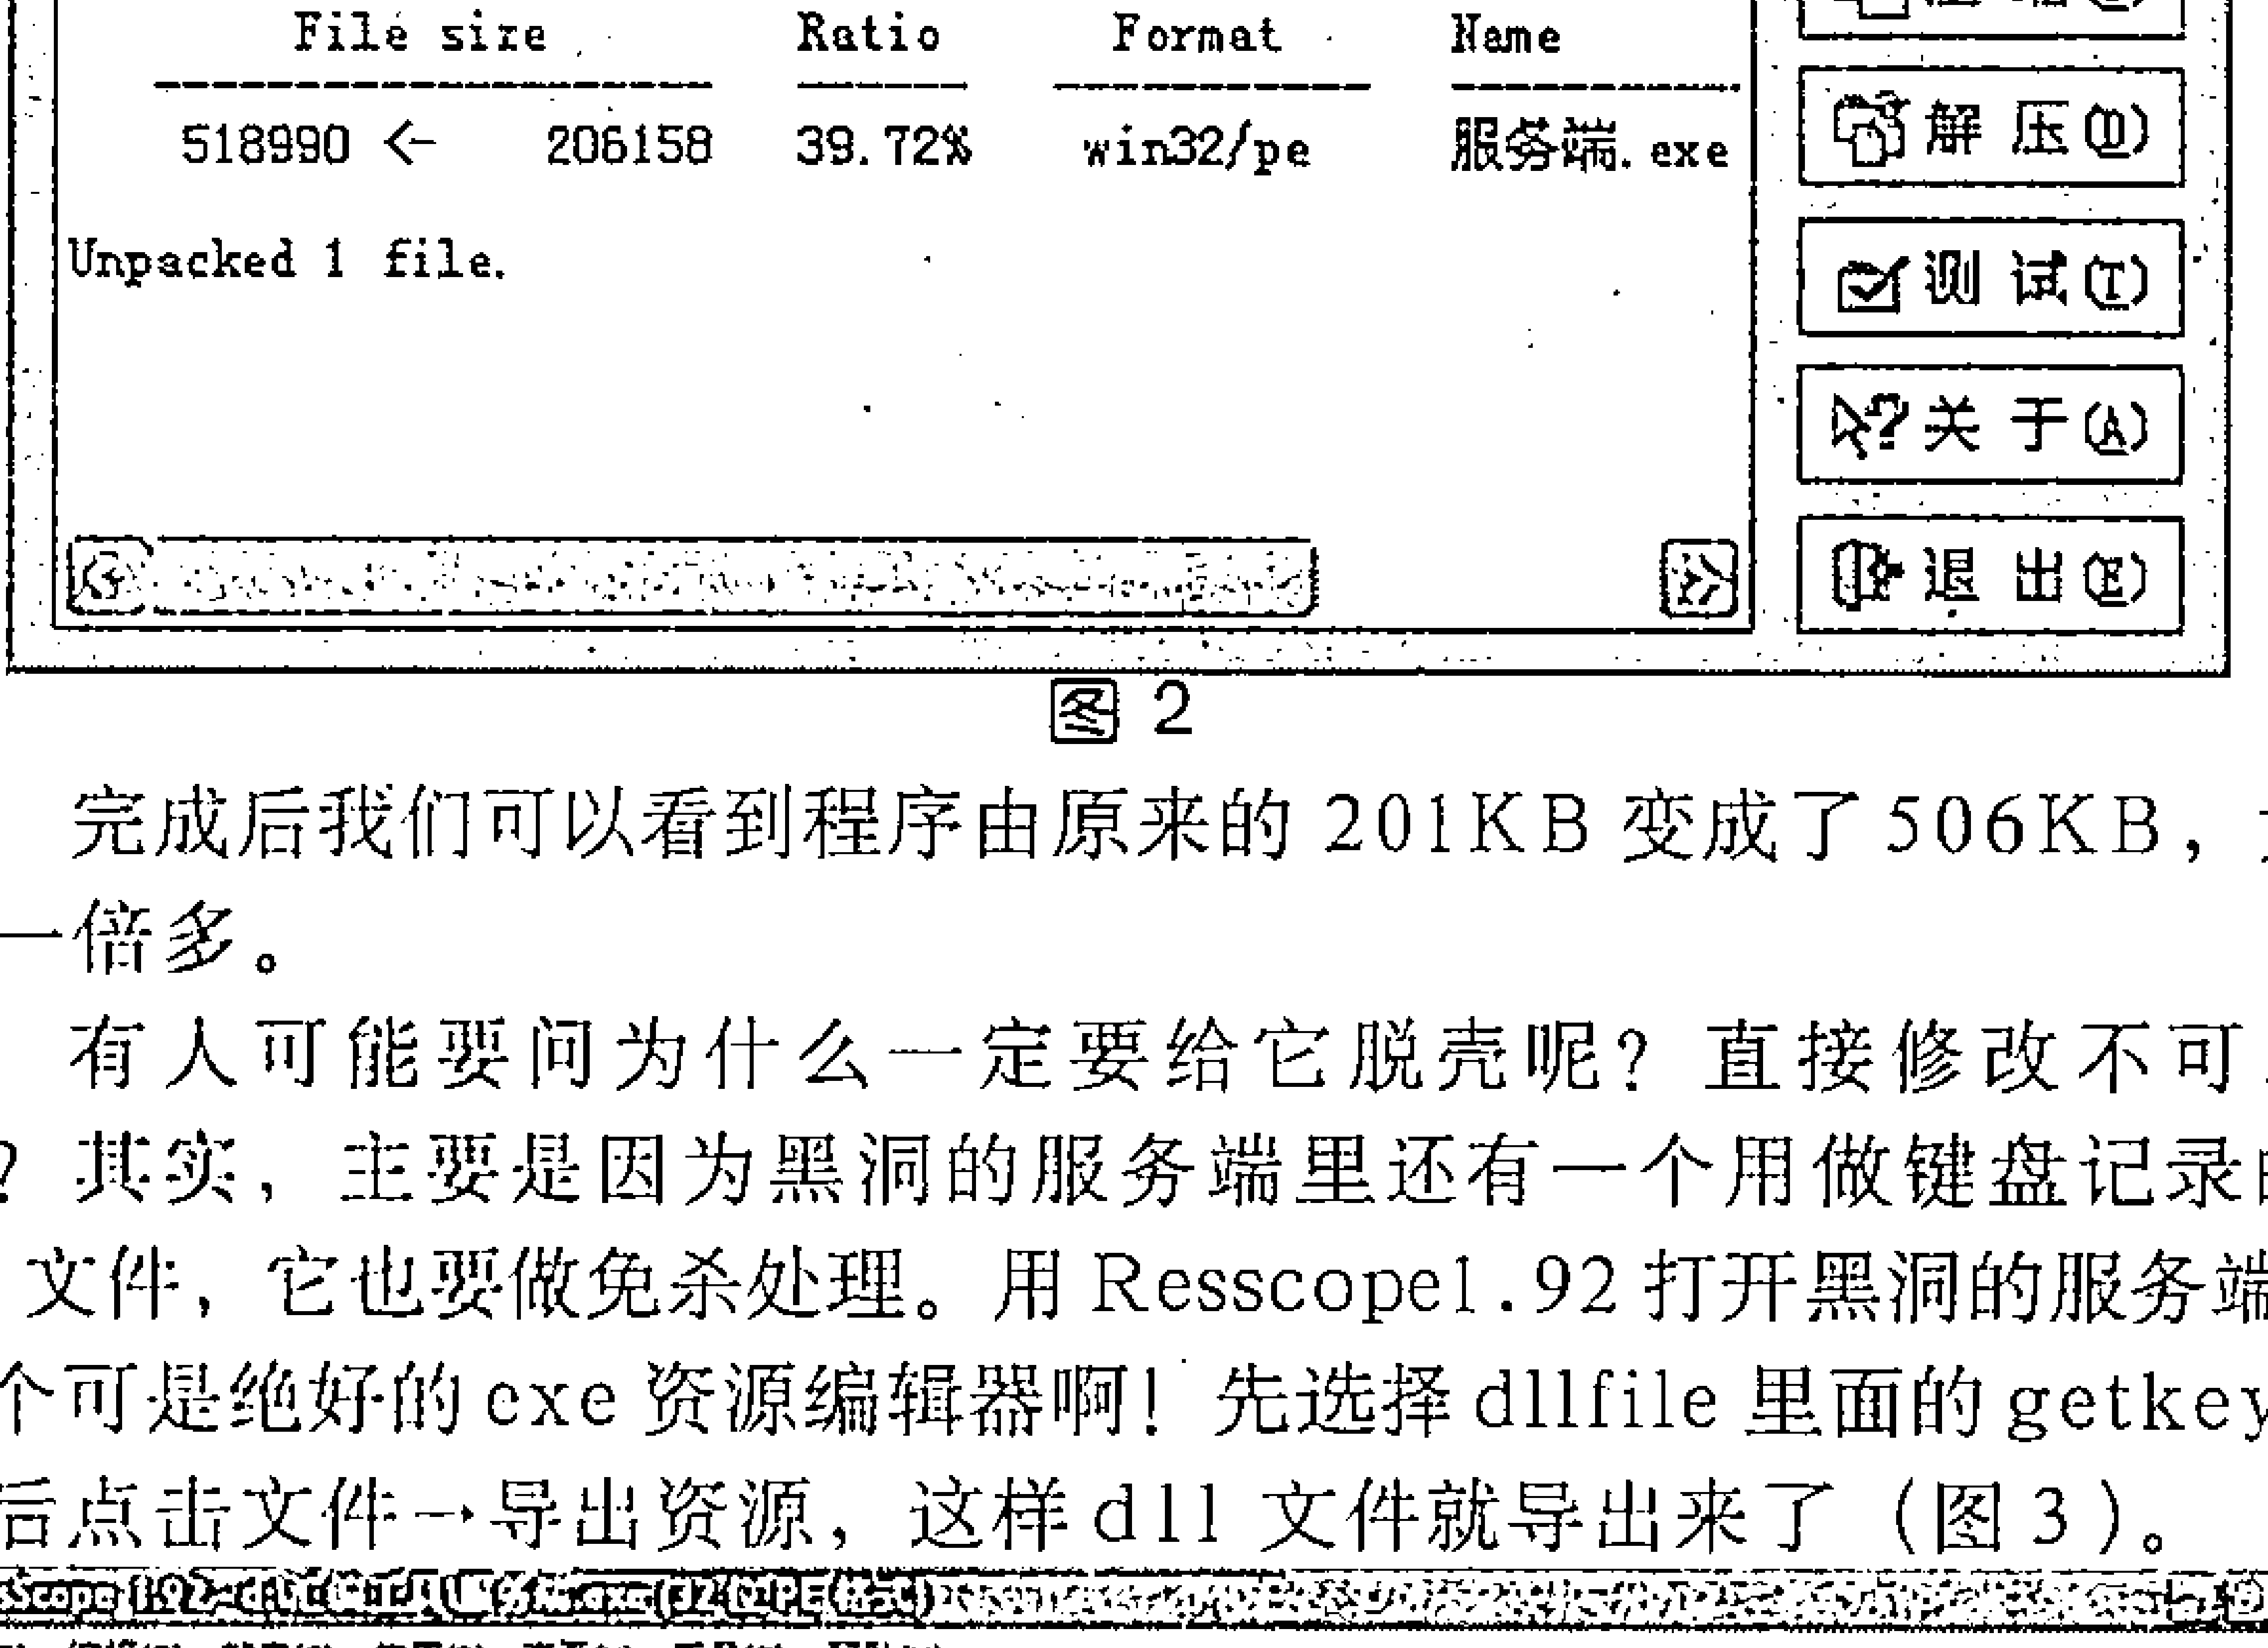 File size Ratio Format Name
518990 <- 206158 39.72% win32/pe 服务端.exe
Unpacked 1 file.
解 压(D)
测 试(T)
关 于(A)
退 出(E)
图 2
完成后我们可以看到程序由原来的 201KB 变成了 506KB，
一倍多。
有人可能要问为什么一定要给它脱壳呢？直接修改不可
？其实，主要是因为黑洞的服务端里还有一个用做键盘记录的
文件，它也要做免杀处理。用 Resscope1.92 打开黑洞的服务端
个可是绝好的 exe 资源编辑器啊！先选择 dllfile 里面的 getkey
后点击文件→导出资源，这样 dll 文件就导出来了（图 3）。